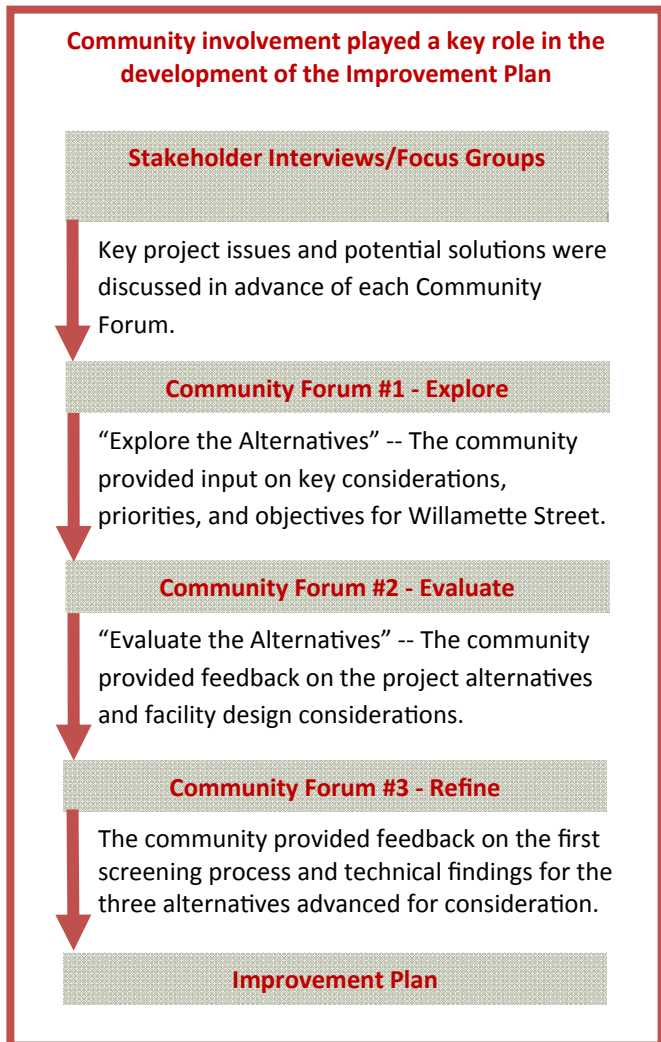 Community involvement played a key role in the
development of the Improvement Plan
Stakeholder Interviews/Focus Groups
Key project issues and potential solutions were
discussed in advance of each Community
Forum.
Community Forum #1 - Explore
“Explore the Alternatives” -- The community
provided input on key considerations,
priorities, and objectives for Willamette Street.
Community Forum #2 - Evaluate
“Evaluate the Alternatives” -- The community
provided feedback on the project alternatives
and facility design considerations.
Community Forum #3 - Refine
The community provided feedback on the first
screening process and technical findings for the
three alternatives advanced for consideration.
Improvement Plan